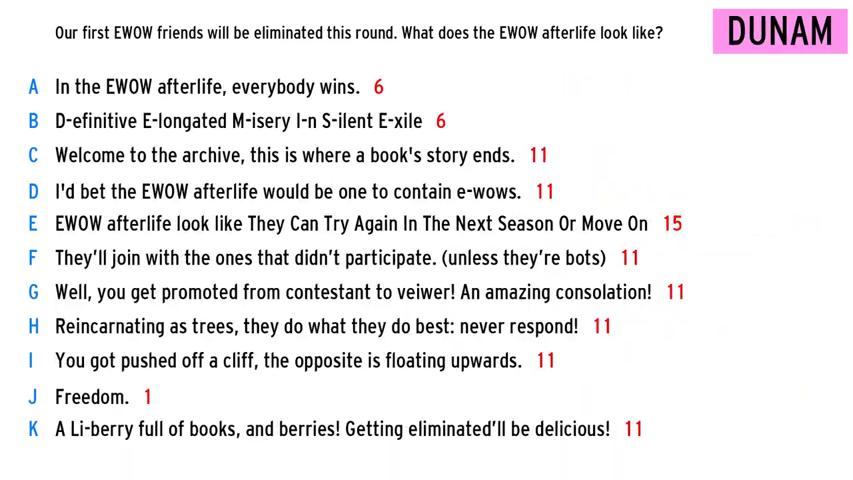 Our first EWOW friends will be eliminated this round. What does the EWOW afterlife look like?
DUNAM
A In the EWOW afterlife, everybody wins. 6
B D-efinitive E-longated M-isery I-n S-ilent E-xile 6
C Welcome to the archive, this is where a book's story ends. 11
D I'd bet the EWOW afterlife would be one to contain e-wows. 11
E EWOW afterlife look like They Can Try Again In The Next Season Or Move On 15
F They’ll join with the ones that didn’t participate. (unless they’re bots) 11
G Well, you get promoted from contestant to veiwer! An amazing consolation! 11
H Reincarnating as trees, they do what they do best: never respond! 11
I You got pushed off a cliff, the opposite is floating upwards. 11
J Freedom. 1
K A Li-berry full of books, and berries! Getting eliminated’ll be delicious! 11